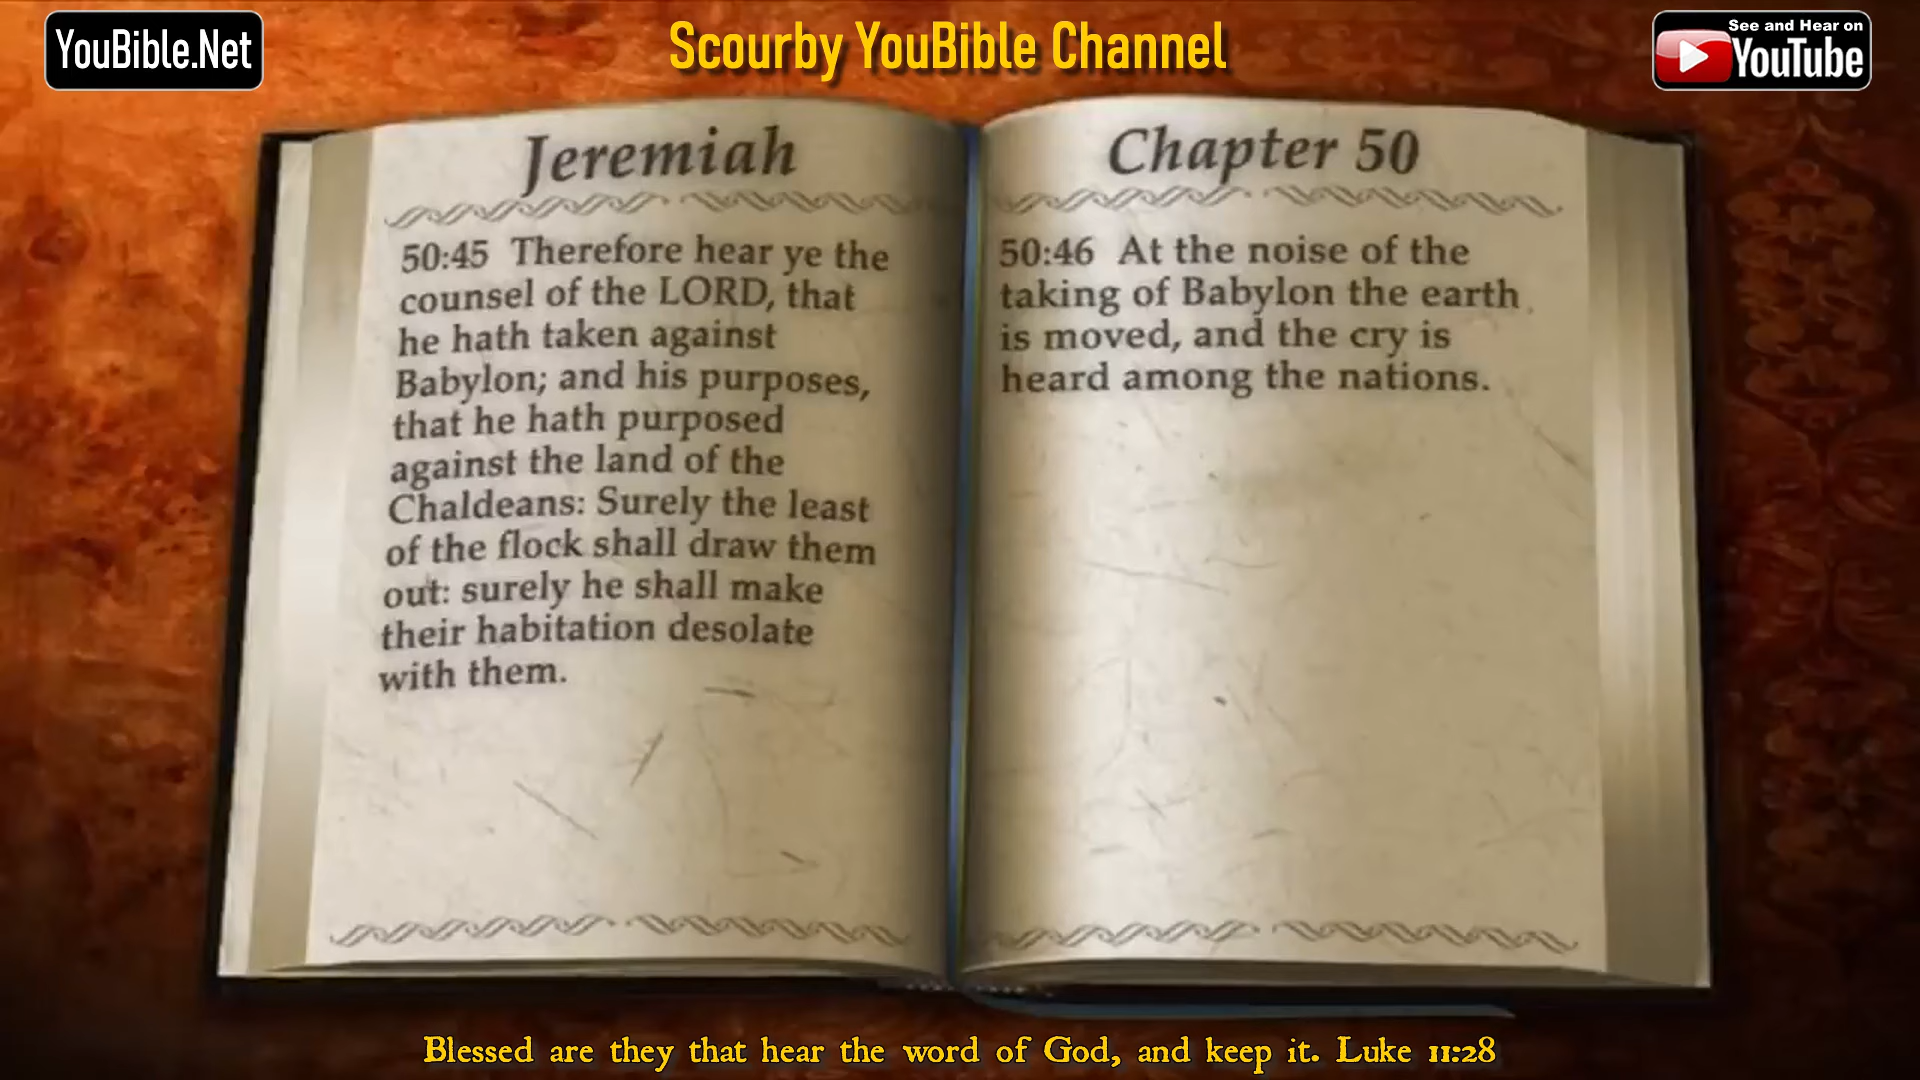 YouBible.Net
Scourby YouBible Channel
See and Hear on
YouTube
Jeremiah
50:45 Therefore hear ye the
counsel of the LORD, that
he hath taken against
Babylon; and his purposes,
that he hath purposed
against the land of the
Chaldeans: Surely the least
of the flock shall draw them
out: surely he shall make
their habitation desolate
with them.
Chapter 50
50:46 At the noise of the
taking of Babylon the earth
is moved, and the cry is
heard among the nations.
Blessed are they that hear the word of God, and keep it. Luke 11:28